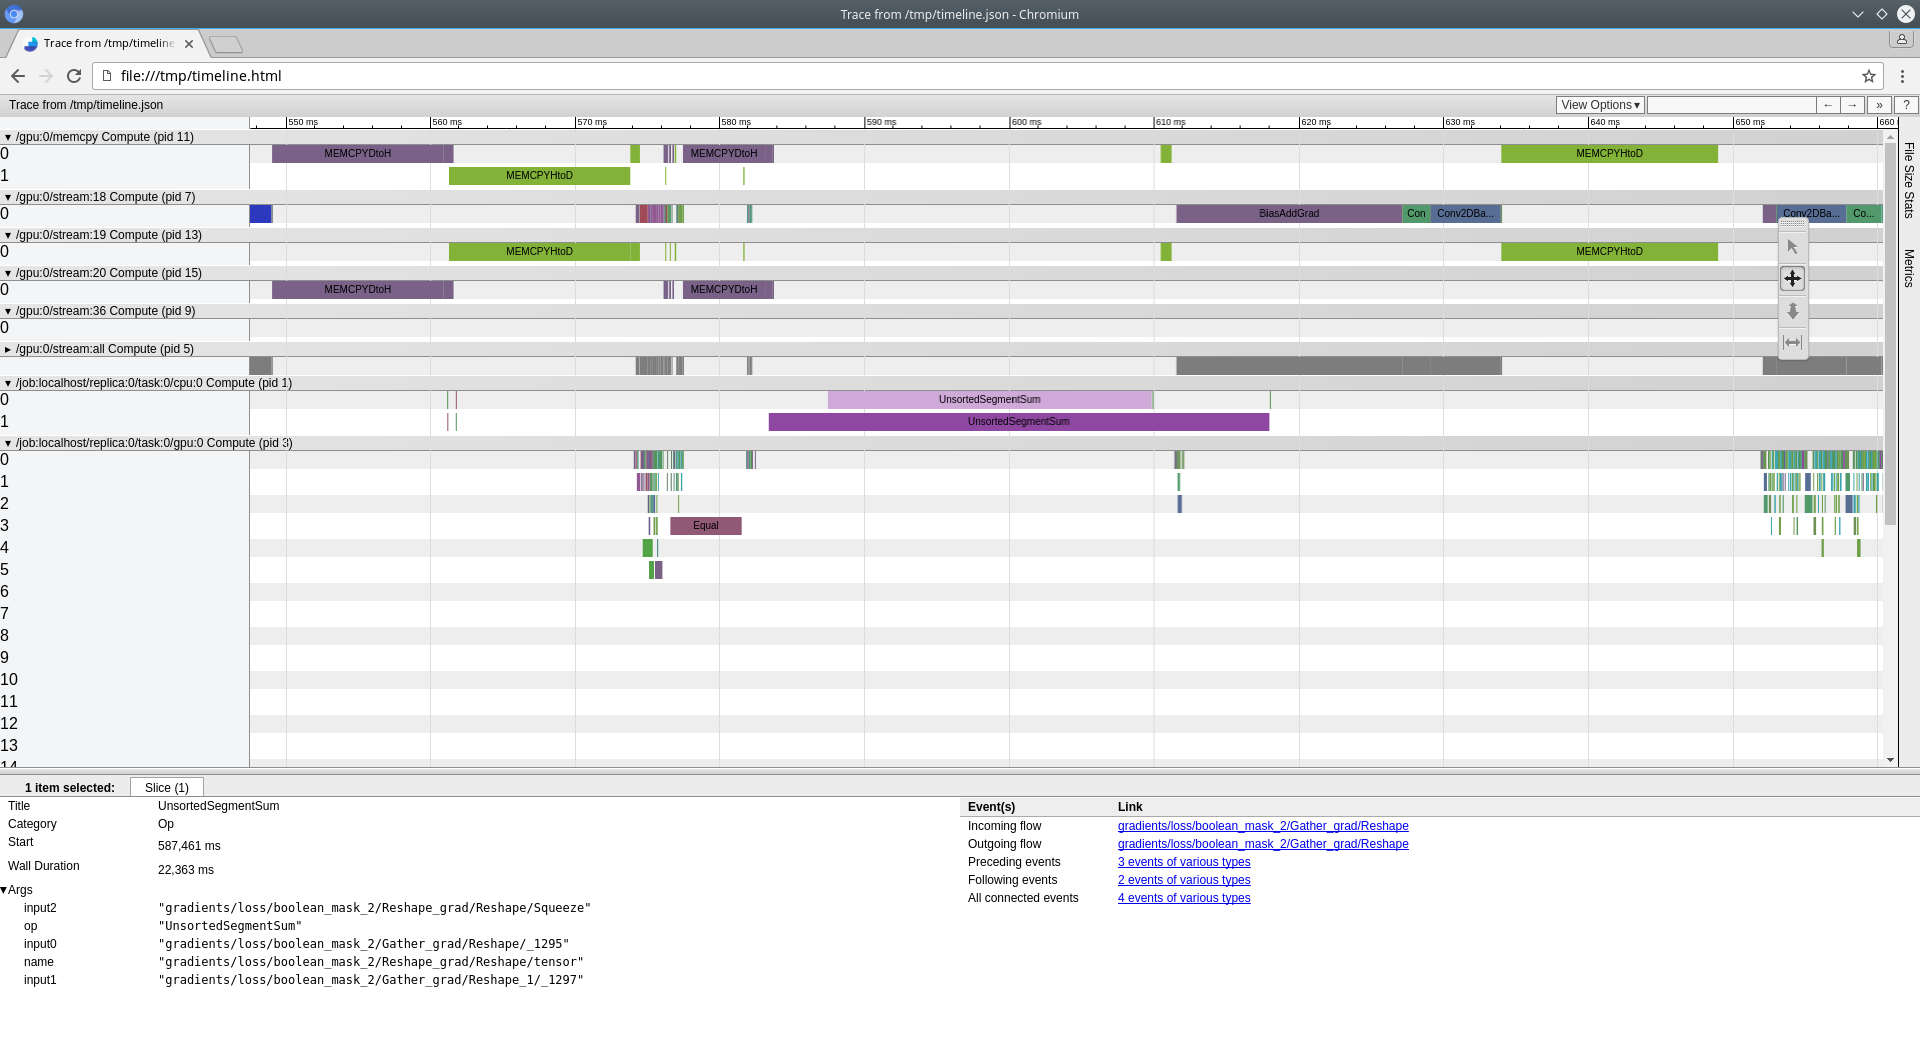 Trace from /tmp/timeline.json - Chromium
Trace from /tmp/timeline
file:///tmp/timeline.html
Trace from /tmp/timeline.json
View Options▾ ← → » ?
550 ms 560 ms 570 ms 580 ms 590 ms 600 ms 610 ms 620 ms 630 ms 640 ms 650 ms 660
▾ /gpu:0/memcpy Compute (pid 11)
0 MEMCPYDtoH MEMCPYDtoH MEMCPYHtoD
1 MEMCPYHtoD
▾ /gpu:0/stream:18 Compute (pid 7)
0 BiasAddGrad Con Conv2DBa... Conv2DBa... Co...
▾ /gpu:0/stream:19 Compute (pid 13)
0 MEMCPYHtoD MEMCPYHtoD
▾ /gpu:0/stream:20 Compute (pid 15)
0 MEMCPYDtoH MEMCPYDtoH
▾ /gpu:0/stream:36 Compute (pid 9)
0
▸ /gpu:0/stream:all Compute (pid 5)
▾ /job:localhost/replica:0/task:0/cpu:0 Compute (pid 1)
0 UnsortedSegmentSum
1 UnsortedSegmentSum
▾ /job:localhost/replica:0/task:0/gpu:0 Compute (pid 3)
0
1
2
3 Equal
4
5
6
7
8
9
10
11
12
13
14
File Size Stats
Metrics
1 item selected: Slice (1)
Title UnsortedSegmentSum
Category Op
Start 587,461 ms
Wall Duration 22,363 ms
▾Args
input2 "gradients/loss/boolean_mask_2/Reshape_grad/Reshape/Squeeze"
op "UnsortedSegmentSum"
input0 "gradients/loss/boolean_mask_2/Gather_grad/Reshape/_1295"
name "gradients/loss/boolean_mask_2/Reshape_grad/Reshape/tensor"
input1 "gradients/loss/boolean_mask_2/Gather_grad/Reshape_1/_1297"
Event(s) Link
Incoming flow gradients/loss/boolean_mask_2/Gather_grad/Reshape
Outgoing flow gradients/loss/boolean_mask_2/Gather_grad/Reshape
Preceding events 3 events of various types
Following events 2 events of various types
All connected events 4 events of various types